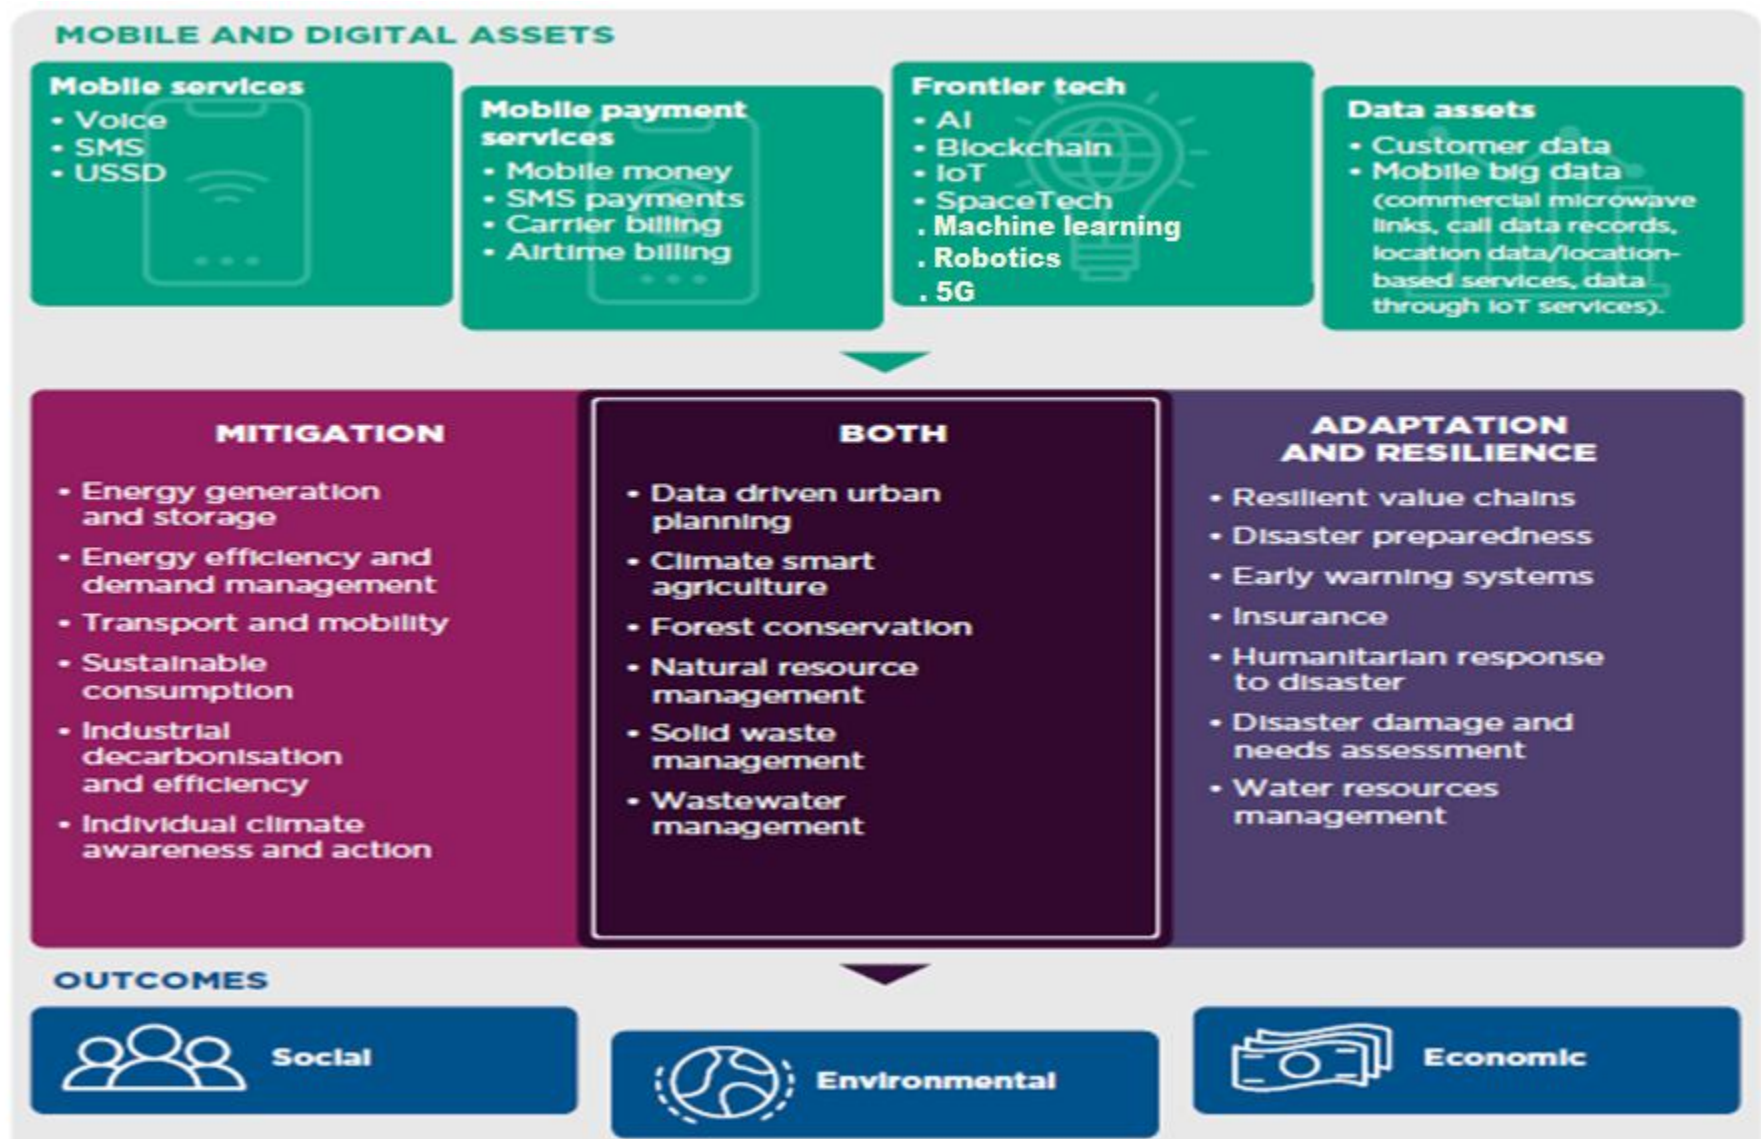 MOBILE AND DIGITAL ASSETS
Mobile services
• Voice
• SMS
• USSD
Mobile payment
services
• Mobile money
• SMS payments
• Carrier billing
• Airtime billing
Frontier tech
• AI
• Blockchain
• IoT
• SpaceTech
. Machine learning
. Robotics
. 5G
Data assets
• Customer data
• Mobile big data
(commercial microwave
links, call data records,
location data/location-
based services, data
through IoT services).
MITIGATION
• Energy generation
and storage
• Energy efficiency and
demand management
• Transport and mobility
• Sustainable
consumption
• Industrial
decarbonisation
and efficiency
• Individual climate
awareness and action
BOTH
• Data driven urban
planning
• Climate smart
agriculture
• Forest conservation
• Natural resource
management
• Solid waste
management
• Wastewater
management
ADAPTATION
AND RESILIENCE
• Resilient value chains
• Disaster preparedness
• Early warning systems
• Insurance
• Humanitarian response
to disaster
• Disaster damage and
needs assessment
• Water resources
management
OUTCOMES
Social
Environmental
Economic